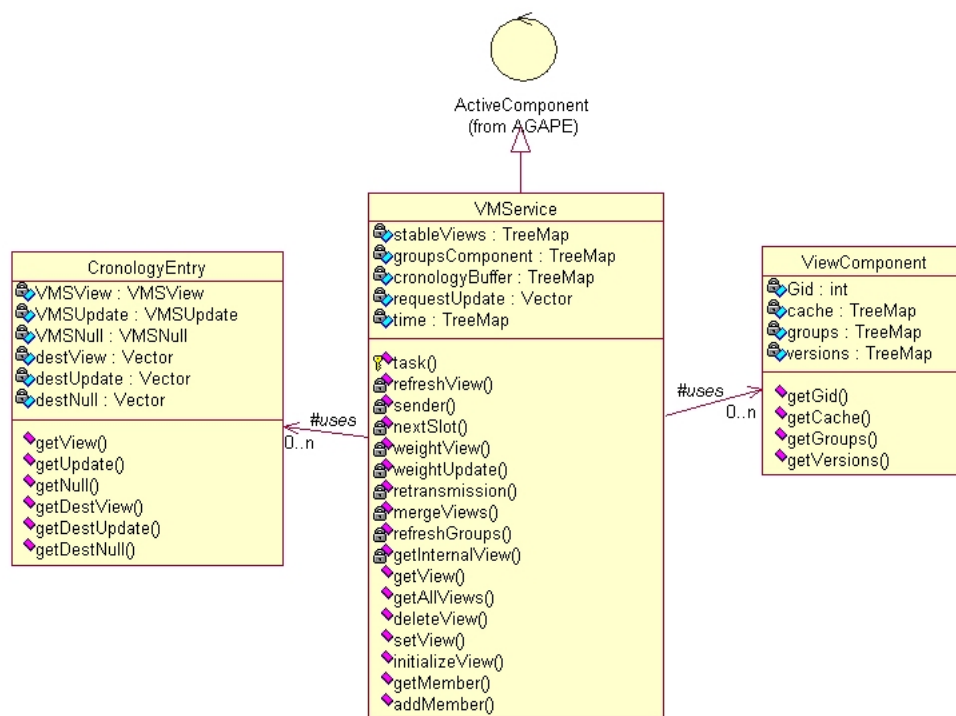 ActiveComponent
(from AGAPE)
VMService
stableViews : TreeMap
groupsComponent : TreeMap
cronologyBuffer : TreeMap
requestUpdate : Vector
time : TreeMap
task()
refreshView()
sender()
nextSlot()
weightView()
weightUpdate()
retransmission()
mergeViews()
refreshGroups()
getInternalView()
getView()
getAllViews()
deleteView()
setView()
initializeView()
getMember()
addMember()
CronologyEntry
VMSView : VMSView
VMSUpdate : VMSUpdate
VMSNull : VMSNull
destView : Vector
destUpdate : Vector
destNull : Vector
getView()
getUpdate()
getNull()
getDestView()
getDestUpdate()
getDestNull()
#uses
0..n
ViewComponent
Gid : int
cache : TreeMap
groups : TreeMap
versions : TreeMap
getGid()
getCache()
getGroups()
getVersions()
#uses
0..n